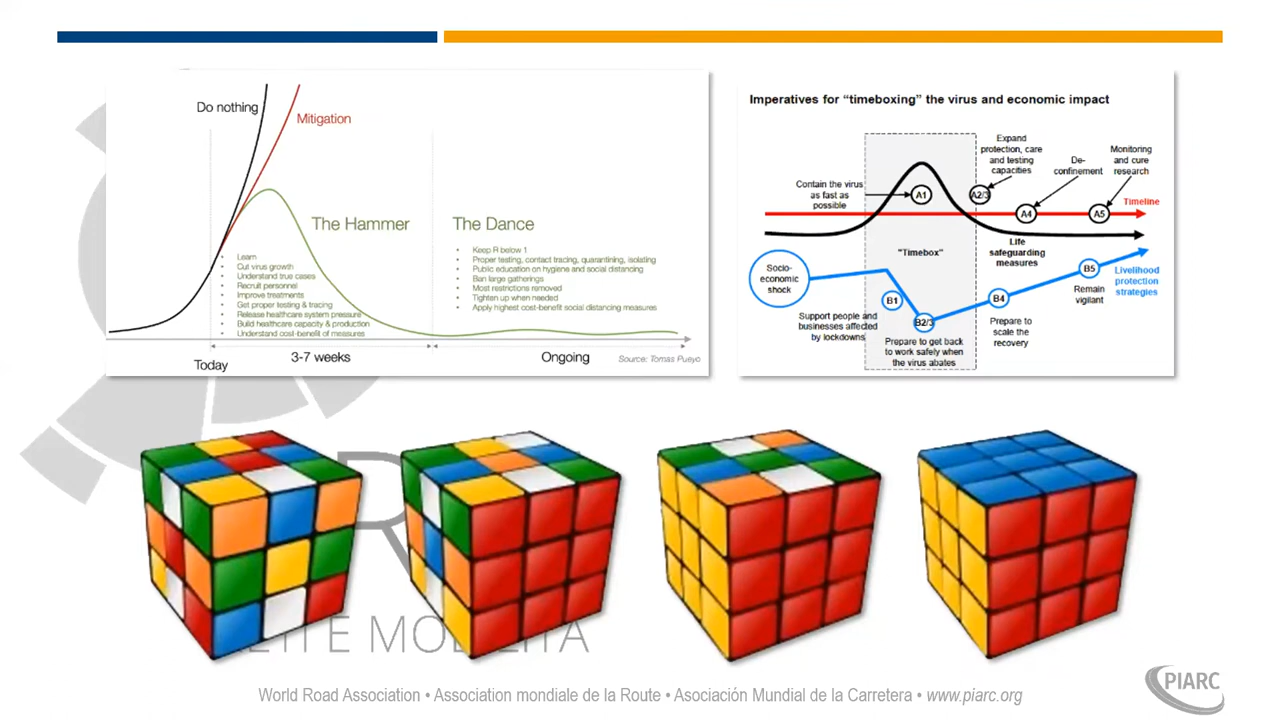 Do nothing
Mitigation
The Hammer
The Dance
• Learn
• Cut virus growth
• Understand true cases
• Recruit personnel
• Improve treatments
• Get proper testing & tracing
• Release healthcare system pressure
• Build healthcare capacity & production
• Understand cost-benefit of measures
• Keep R below 1
• Proper testing, contact tracing, quarantining, isolating
• Public education on hygiene and social distancing
• Ban large gatherings
• Most restrictions removed
• Tighten up when needed
• Apply highest cost-benefit social distancing measures
3-7 weeks
Ongoing
Source: Tomas Pueyo
Today
Imperatives for “timeboxing” the virus and economic impact
Expand
protection, care
and testing
capacities
De-
confinement
Monitoring
and cure
research
Contain the virus
as fast as
possible
A1
A2/3
A4
A5
Timeline
"Timebox"
Life
safeguarding
measures
Socio-
economic
shock
B1
B2/3
B4
B5
Livelihood
protection
strategies
Support people and
businesses affected
by lockdowns
Prepare to get back
to work safely when
the virus abates
Prepare to
scale the
recovery
Remain
vigilant
World Road Association • Association mondiale de la Route • Asociación Mundial de la Carretera • www.piarc.org
PIARC